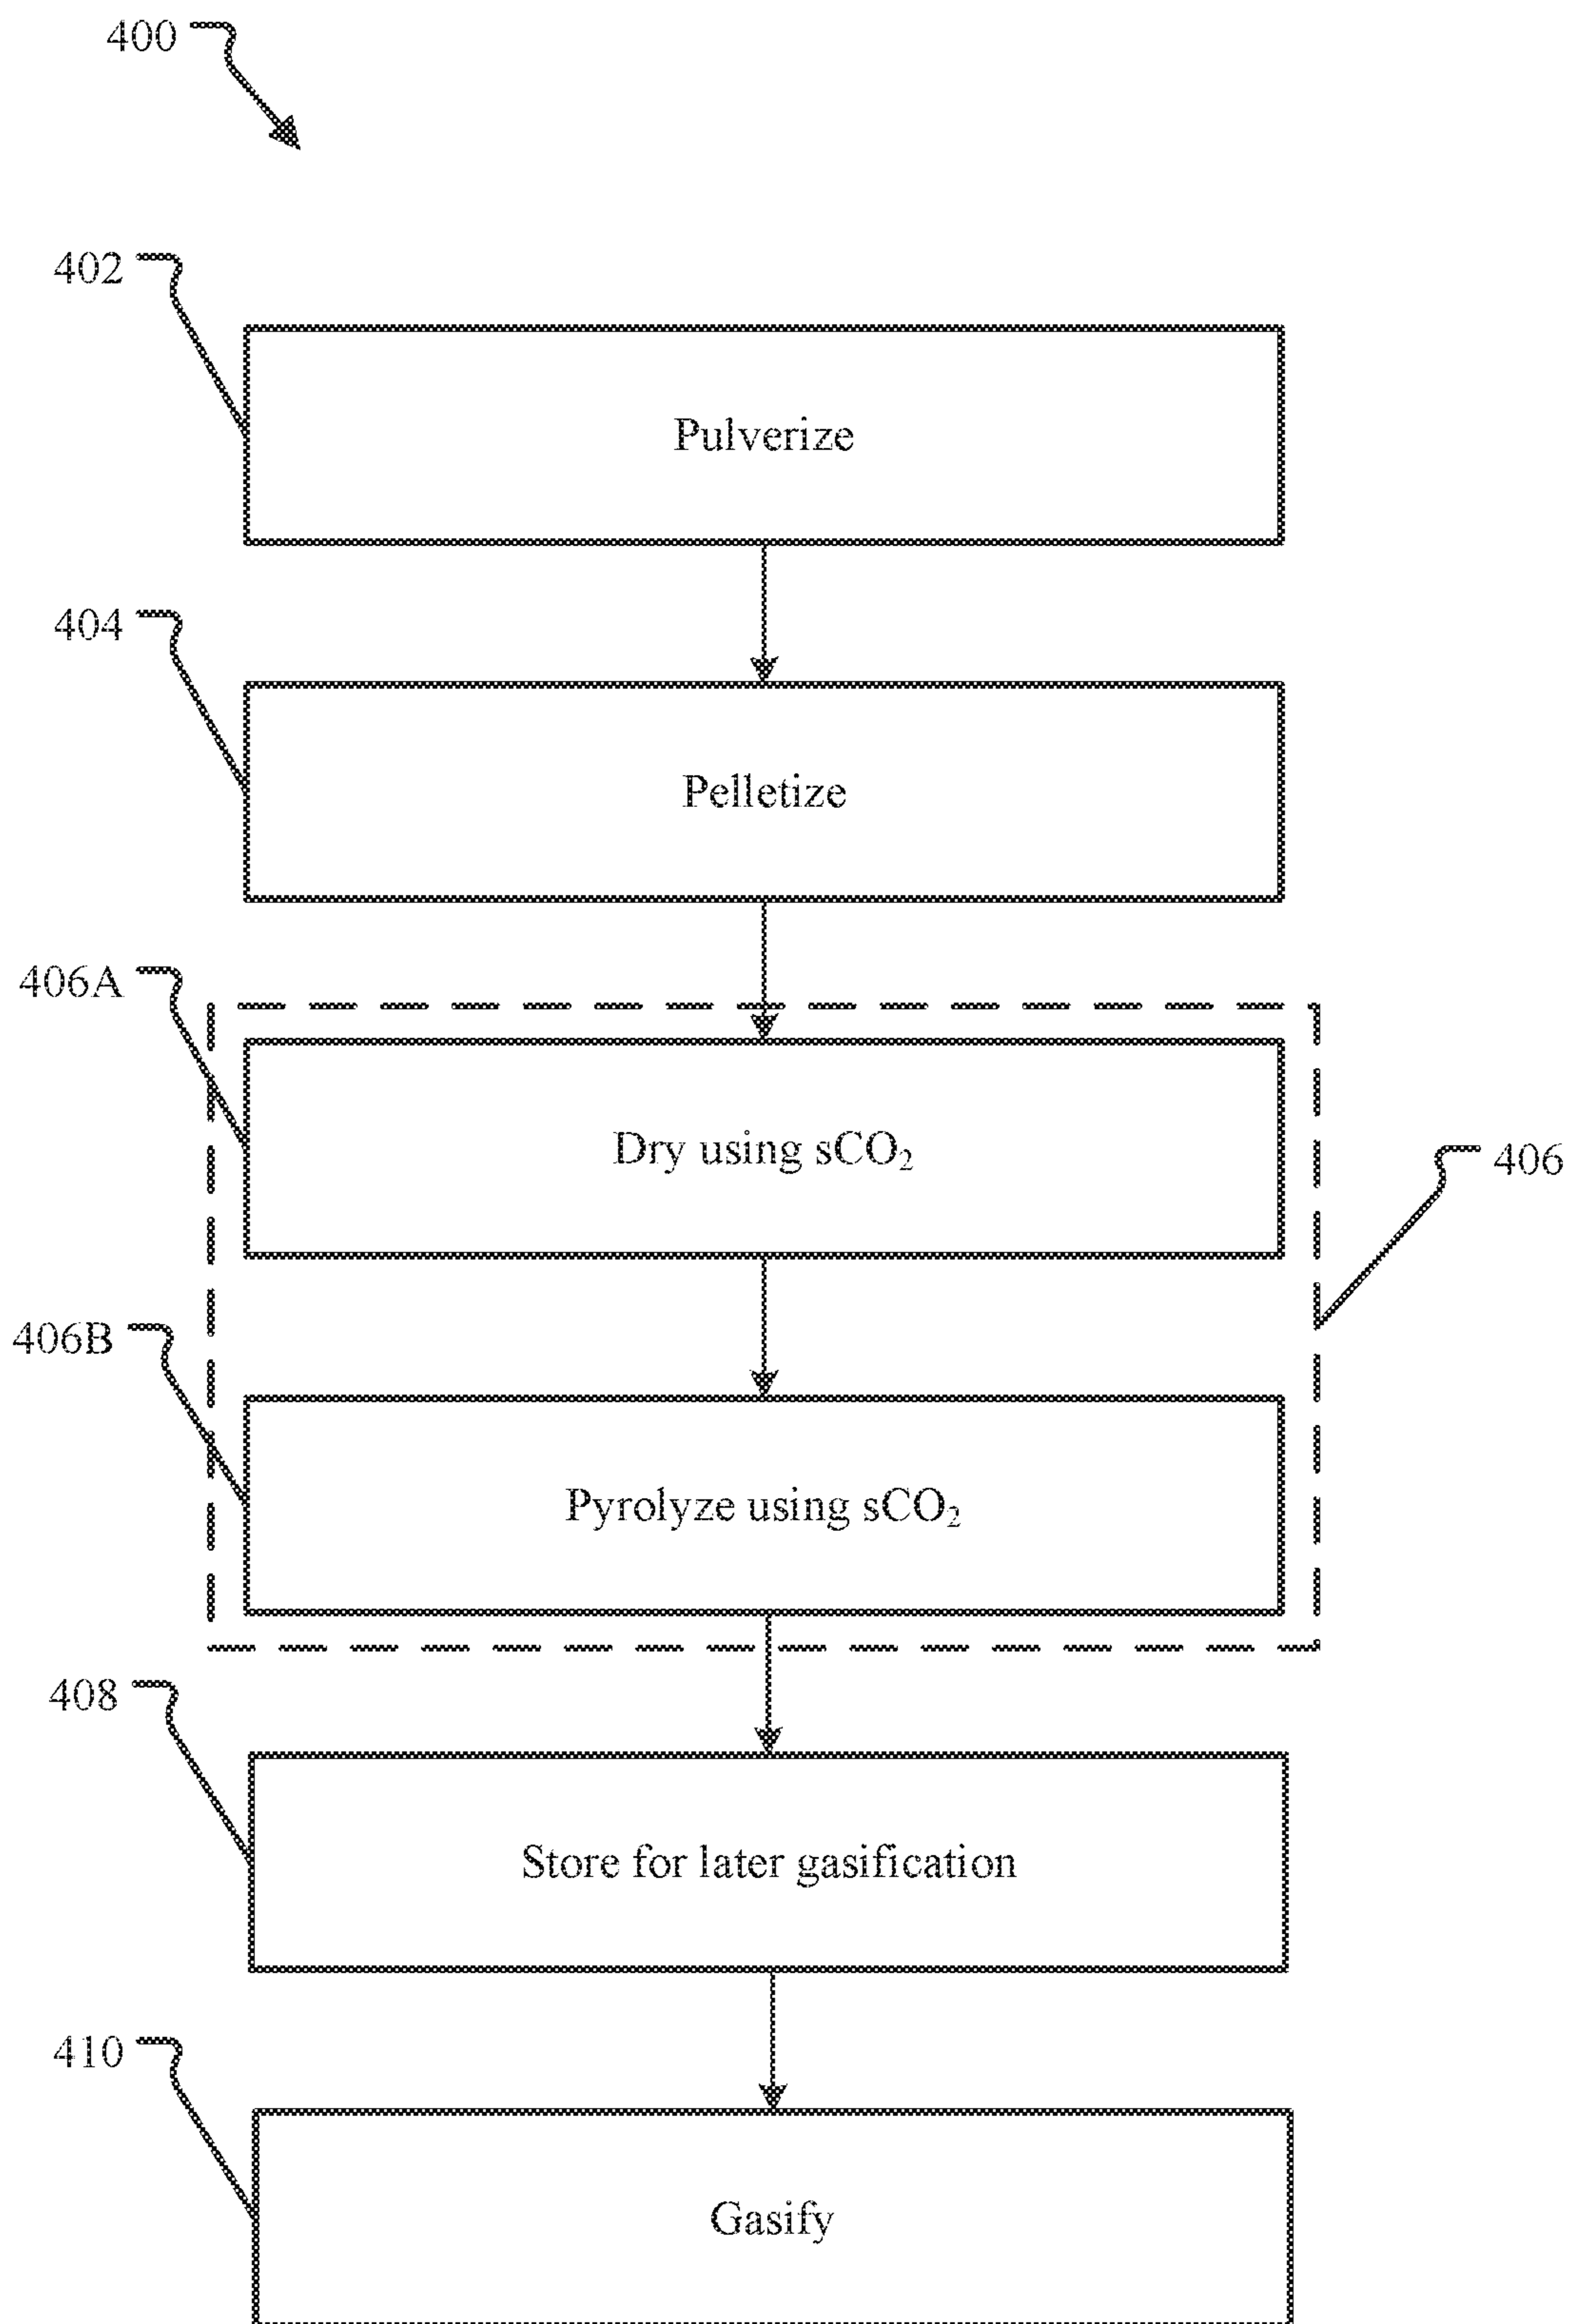 400
402
Pulverize
404
Pelletize
406A
Dry using sCO₂
406
406B
Pyrolyze using sCO₂
408
Store for later gasification
410
Gasify